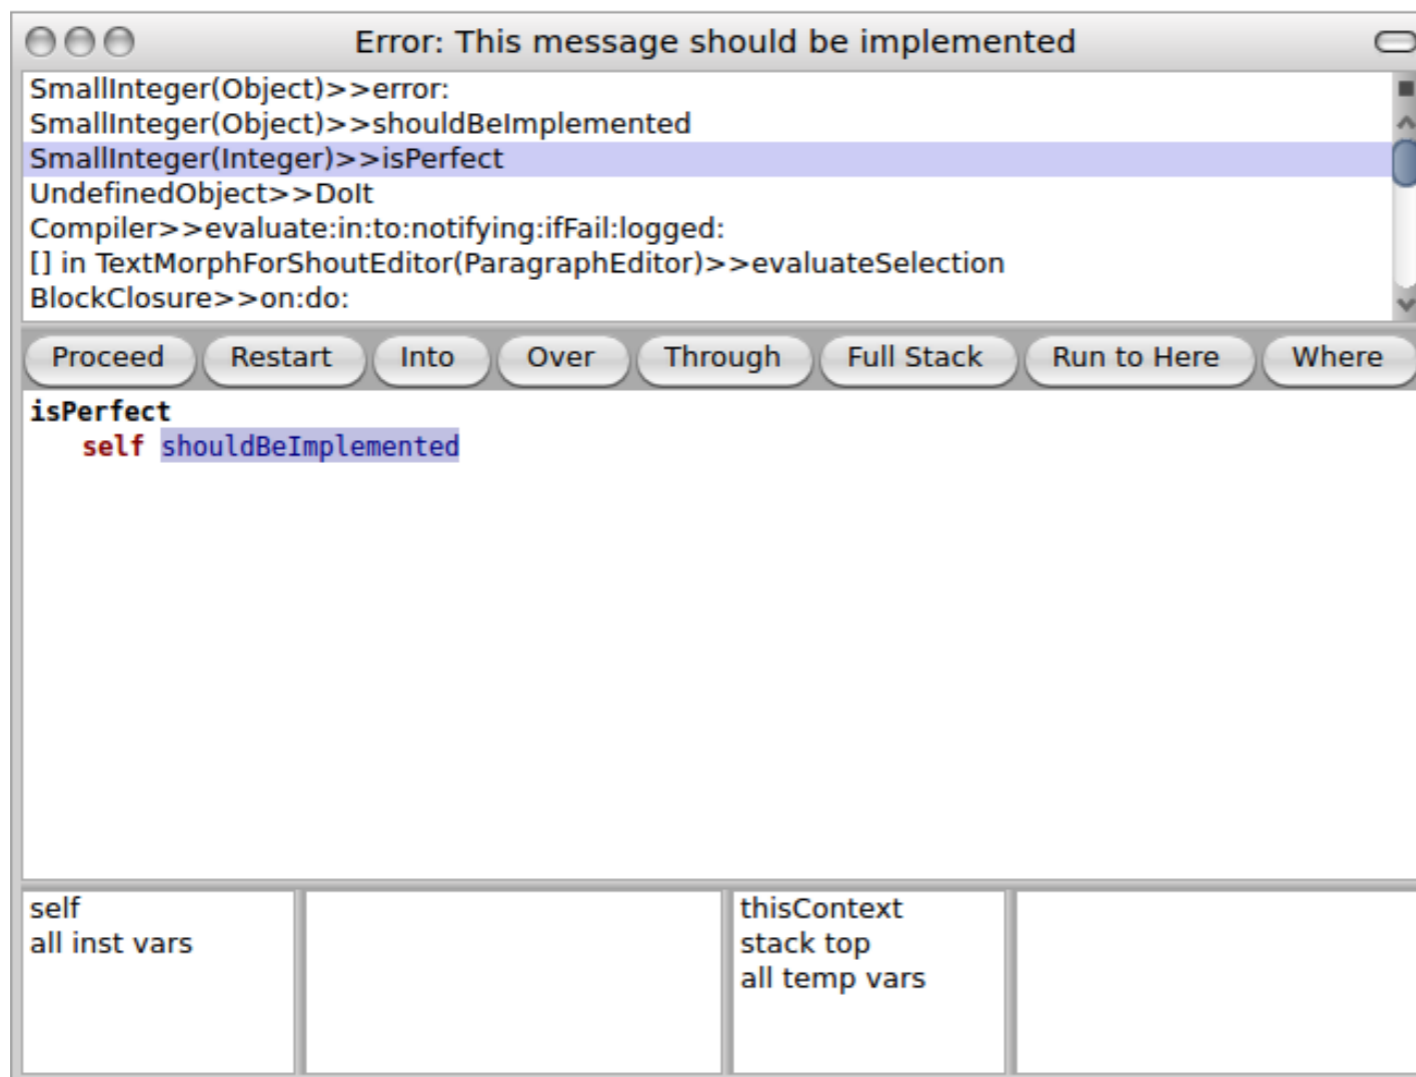 Error: This message should be implemented
SmallInteger(Object)>>error:
SmallInteger(Object)>>shouldBeImplemented
SmallInteger(Integer)>>isPerfect
UndefinedObject>>DoIt
Compiler>>evaluate:in:to:notifying:ifFail:logged:
[] in TextMorphForShoutEditor(ParagraphEditor)>>evaluateSelection
BlockClosure>>on:do:
Proceed Restart Into Over Through Full Stack Run to Here Where
isPerfect
self shouldBeImplemented
self
all inst vars
thisContext
stack top
all temp vars